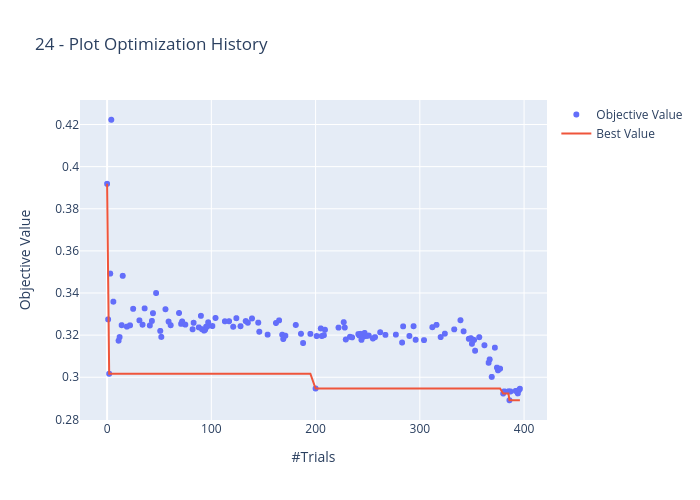 24 - Plot Optimization History
Objective Value
Best Value
0.42
0.4
0.38
0.36
0.34
0.32
0.3
0.28
Objective Value
0
100
200
300
400
#Trials